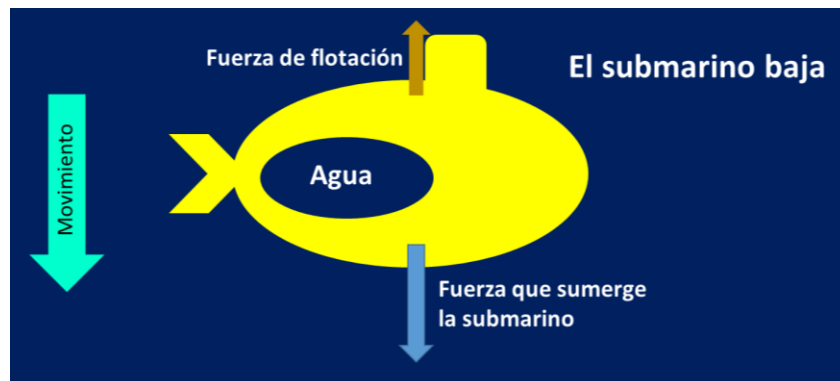 Fuerza de flotación
El submarino baja
Movimiento
Agua
Fuerza que sumerge
la submarino